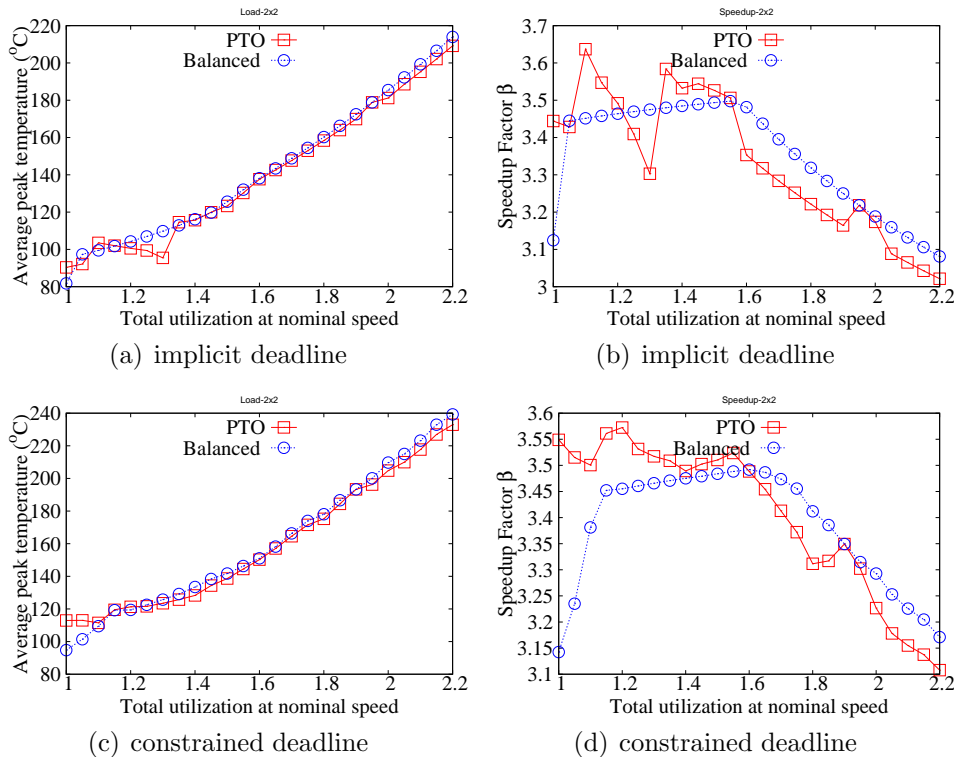 Load-2x2
Average peak temperature (°C)
220
200
180
160
140
120
100
80
PTO
Balanced
1 1.2 1.4 1.6 1.8 2 2.2
Total utilization at nominal speed
(a) implicit deadline
Speedup-2x2
Speedup Factor β
3.7
3.6
3.5
3.4
3.3
3.2
3.1
3
PTO
Balanced
1 1.2 1.4 1.6 1.8 2 2.2
Total utilization at nominal speed
(b) implicit deadline
Load-2x2
Average peak temperature (°C)
240
220
200
180
160
140
120
100
80
PTO
Balanced
1 1.2 1.4 1.6 1.8 2 2.2
Total utilization at nominal speed
(c) constrained deadline
Speedup-2x2
Speedup Factor β
3.6
3.55
3.5
3.45
3.4
3.35
3.3
3.25
3.2
3.15
3.1
PTO
Balanced
1 1.2 1.4 1.6 1.8 2 2.2
Total utilization at nominal speed
(d) constrained deadline